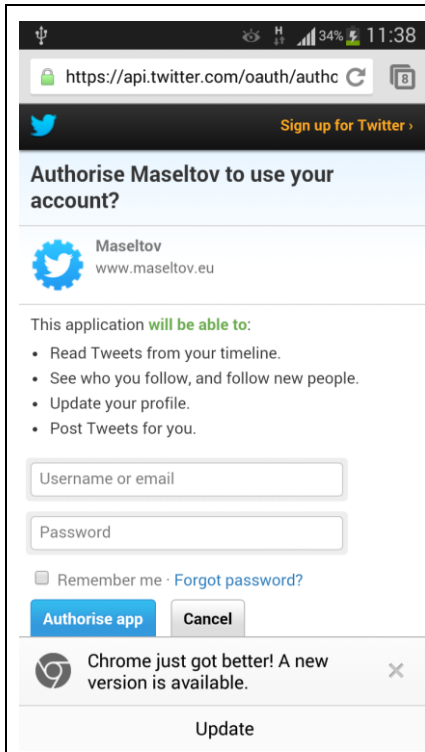 H 34% 11:38
https://api.twitter.com/oauth/autho 8
Sign up for Twitter ›
Authorise Maseltov to use your
account?
Maseltov
www.maseltov.eu
This application will be able to:
• Read Tweets from your timeline.
• See who you follow, and follow new people.
• Update your profile.
• Post Tweets for you.
Username or email
Password
Remember me · Forgot password?
Authorise app Cancel
Chrome just got better! A new
version is available.
Update